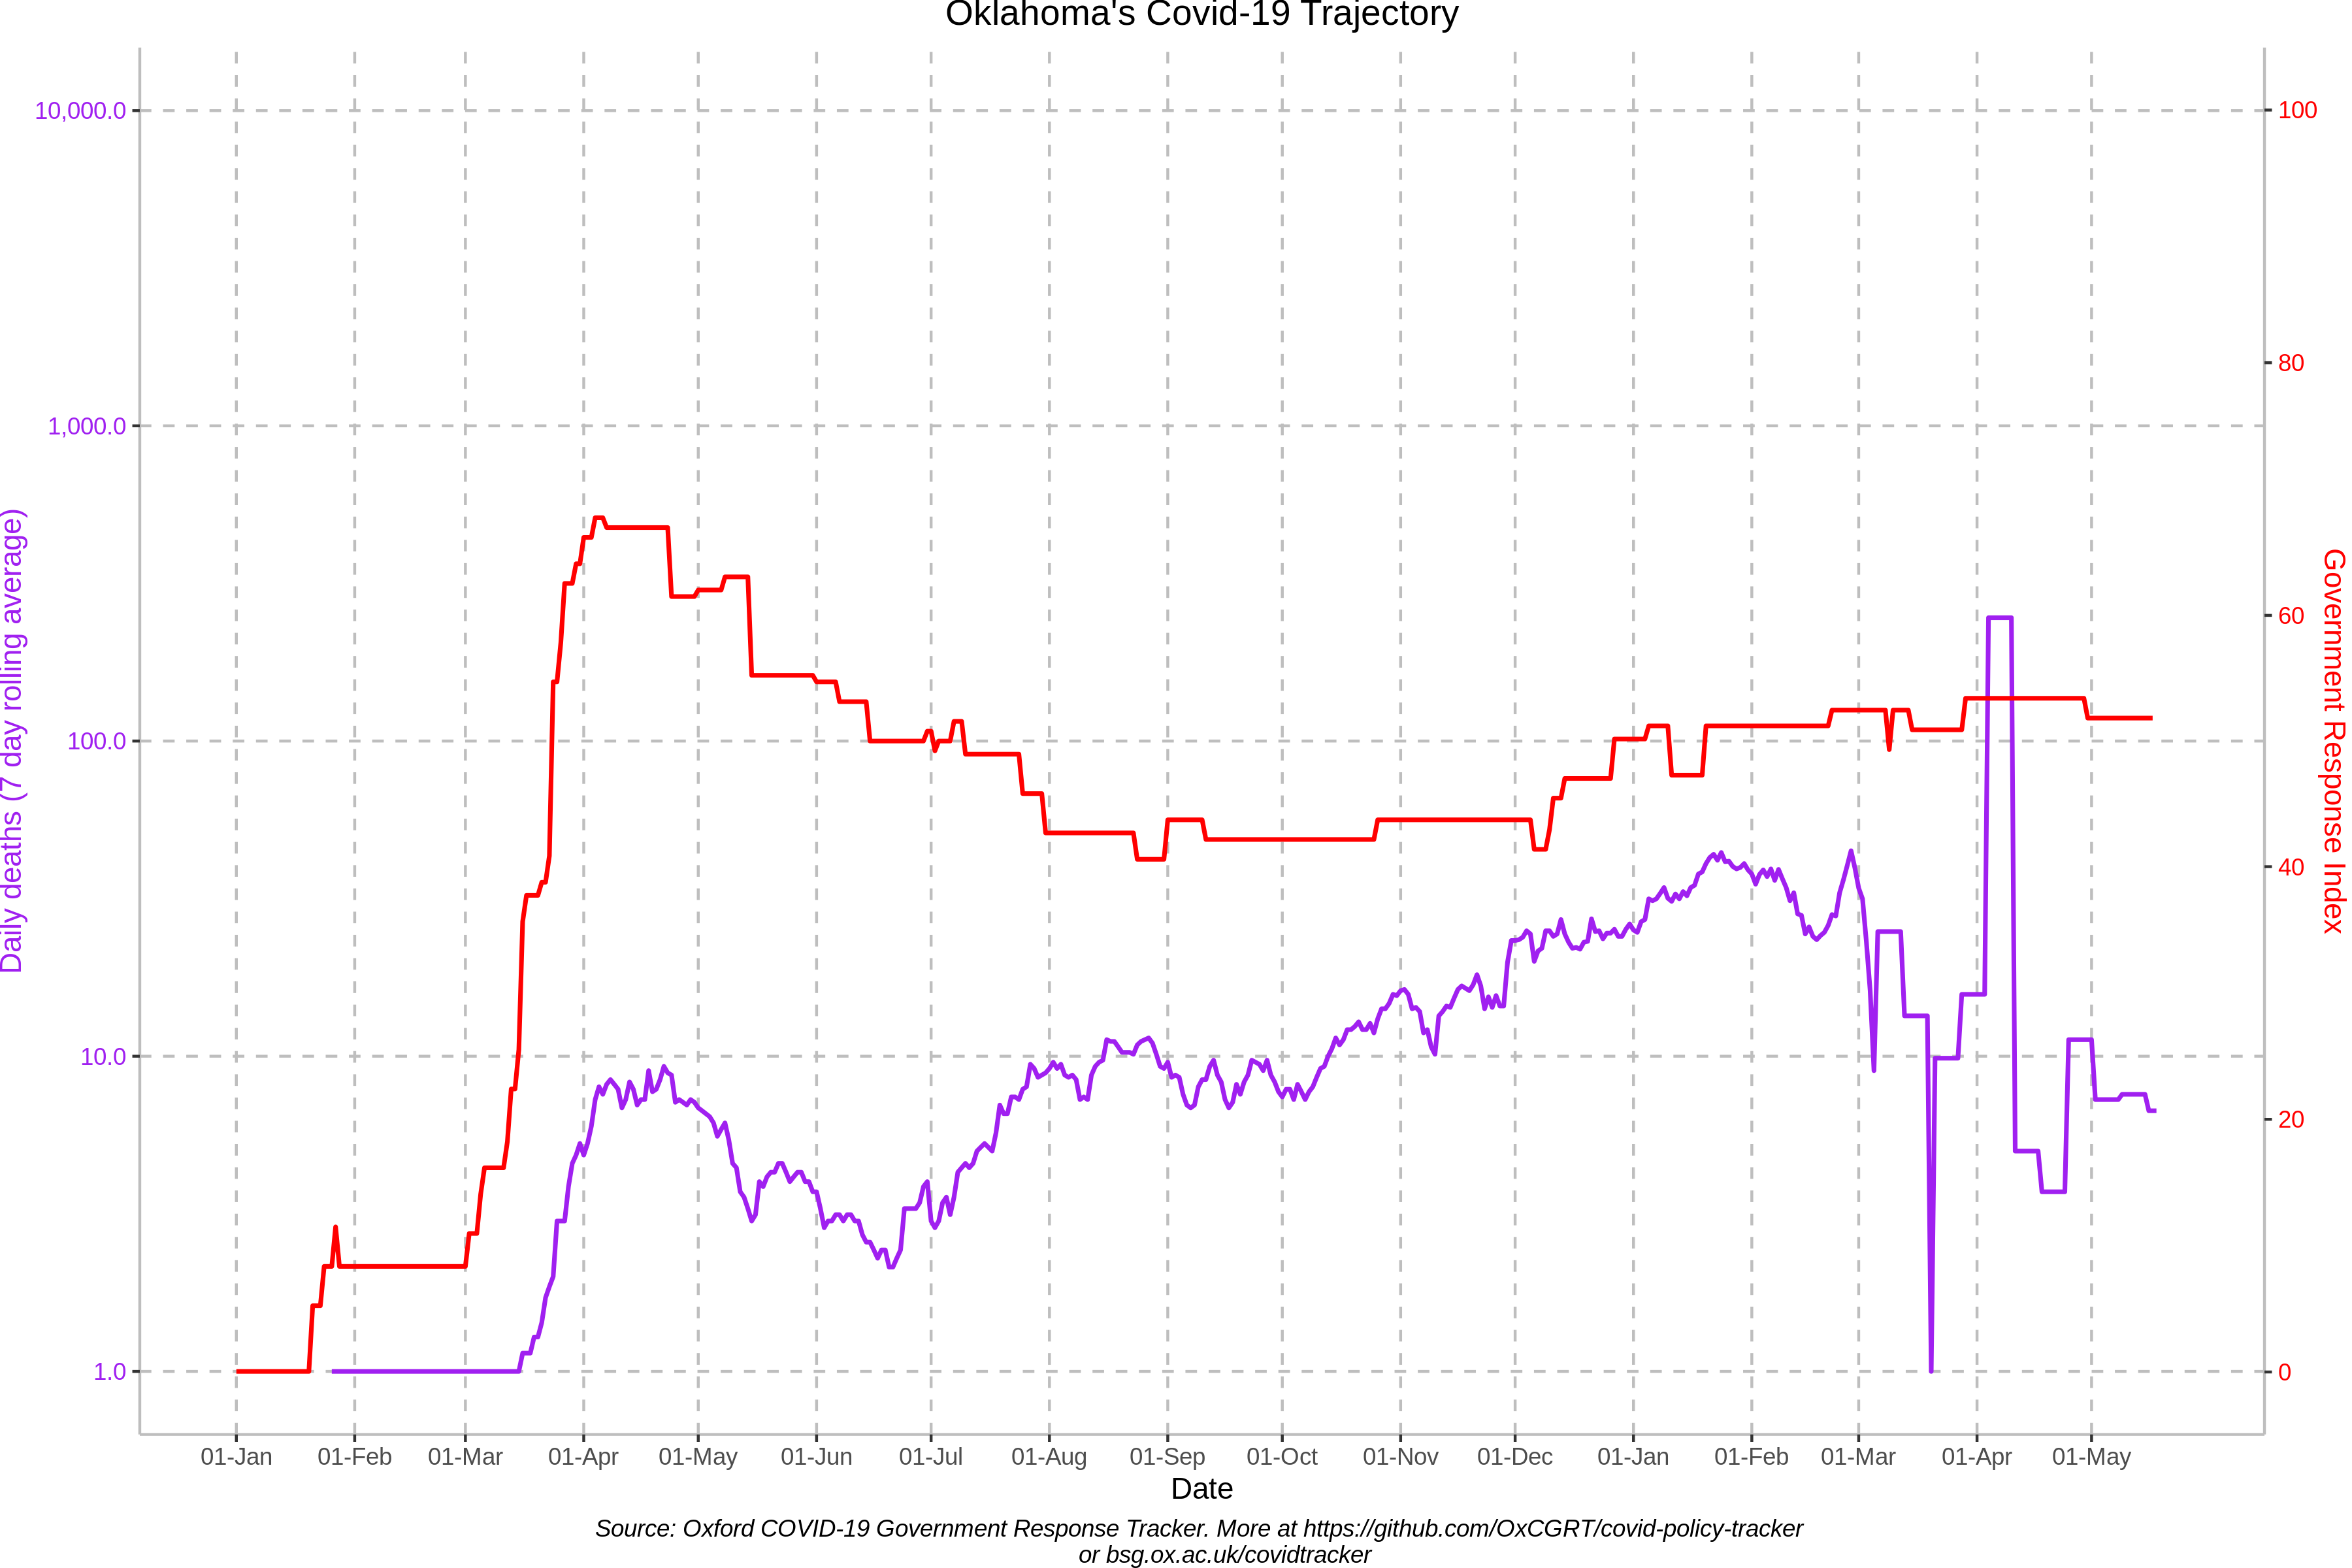 Oklahoma's Covid-19 Trajectory
10,000.0
1,000.0
100.0
10.0
1.0
Daily deaths (7 day rolling average)
100
80
60
40
20
0
Government Response Index
01-Jan 01-Feb 01-Mar 01-Apr 01-May 01-Jun 01-Jul 01-Aug 01-Sep 01-Oct 01-Nov 01-Dec 01-Jan 01-Feb 01-Mar 01-Apr 01-May
Date
Source: Oxford COVID-19 Government Response Tracker. More at https://github.com/OxCGRT/covid-policy-tracker
or bsg.ox.ac.uk/covidtracker